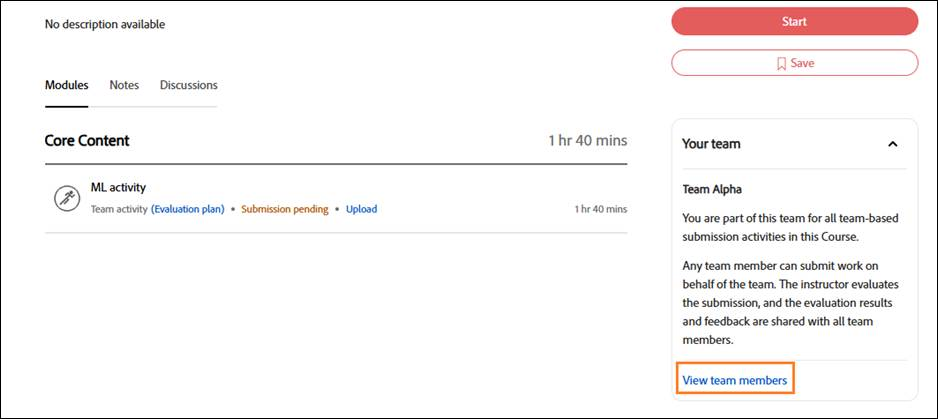 No description available
Start
Save
Modules Notes Discussions
Core Content 1 hr 40 mins
ML activity
Team activity (Evaluation plan) • Submission pending • Upload 1 hr 40 mins
Your team
Team Alpha
You are part of this team for all team-based
submission activities in this Course.
Any team member can submit work on
behalf of the team. The instructor evaluates
the submission, and the evaluation results
and feedback are shared with all team
members.
View team members